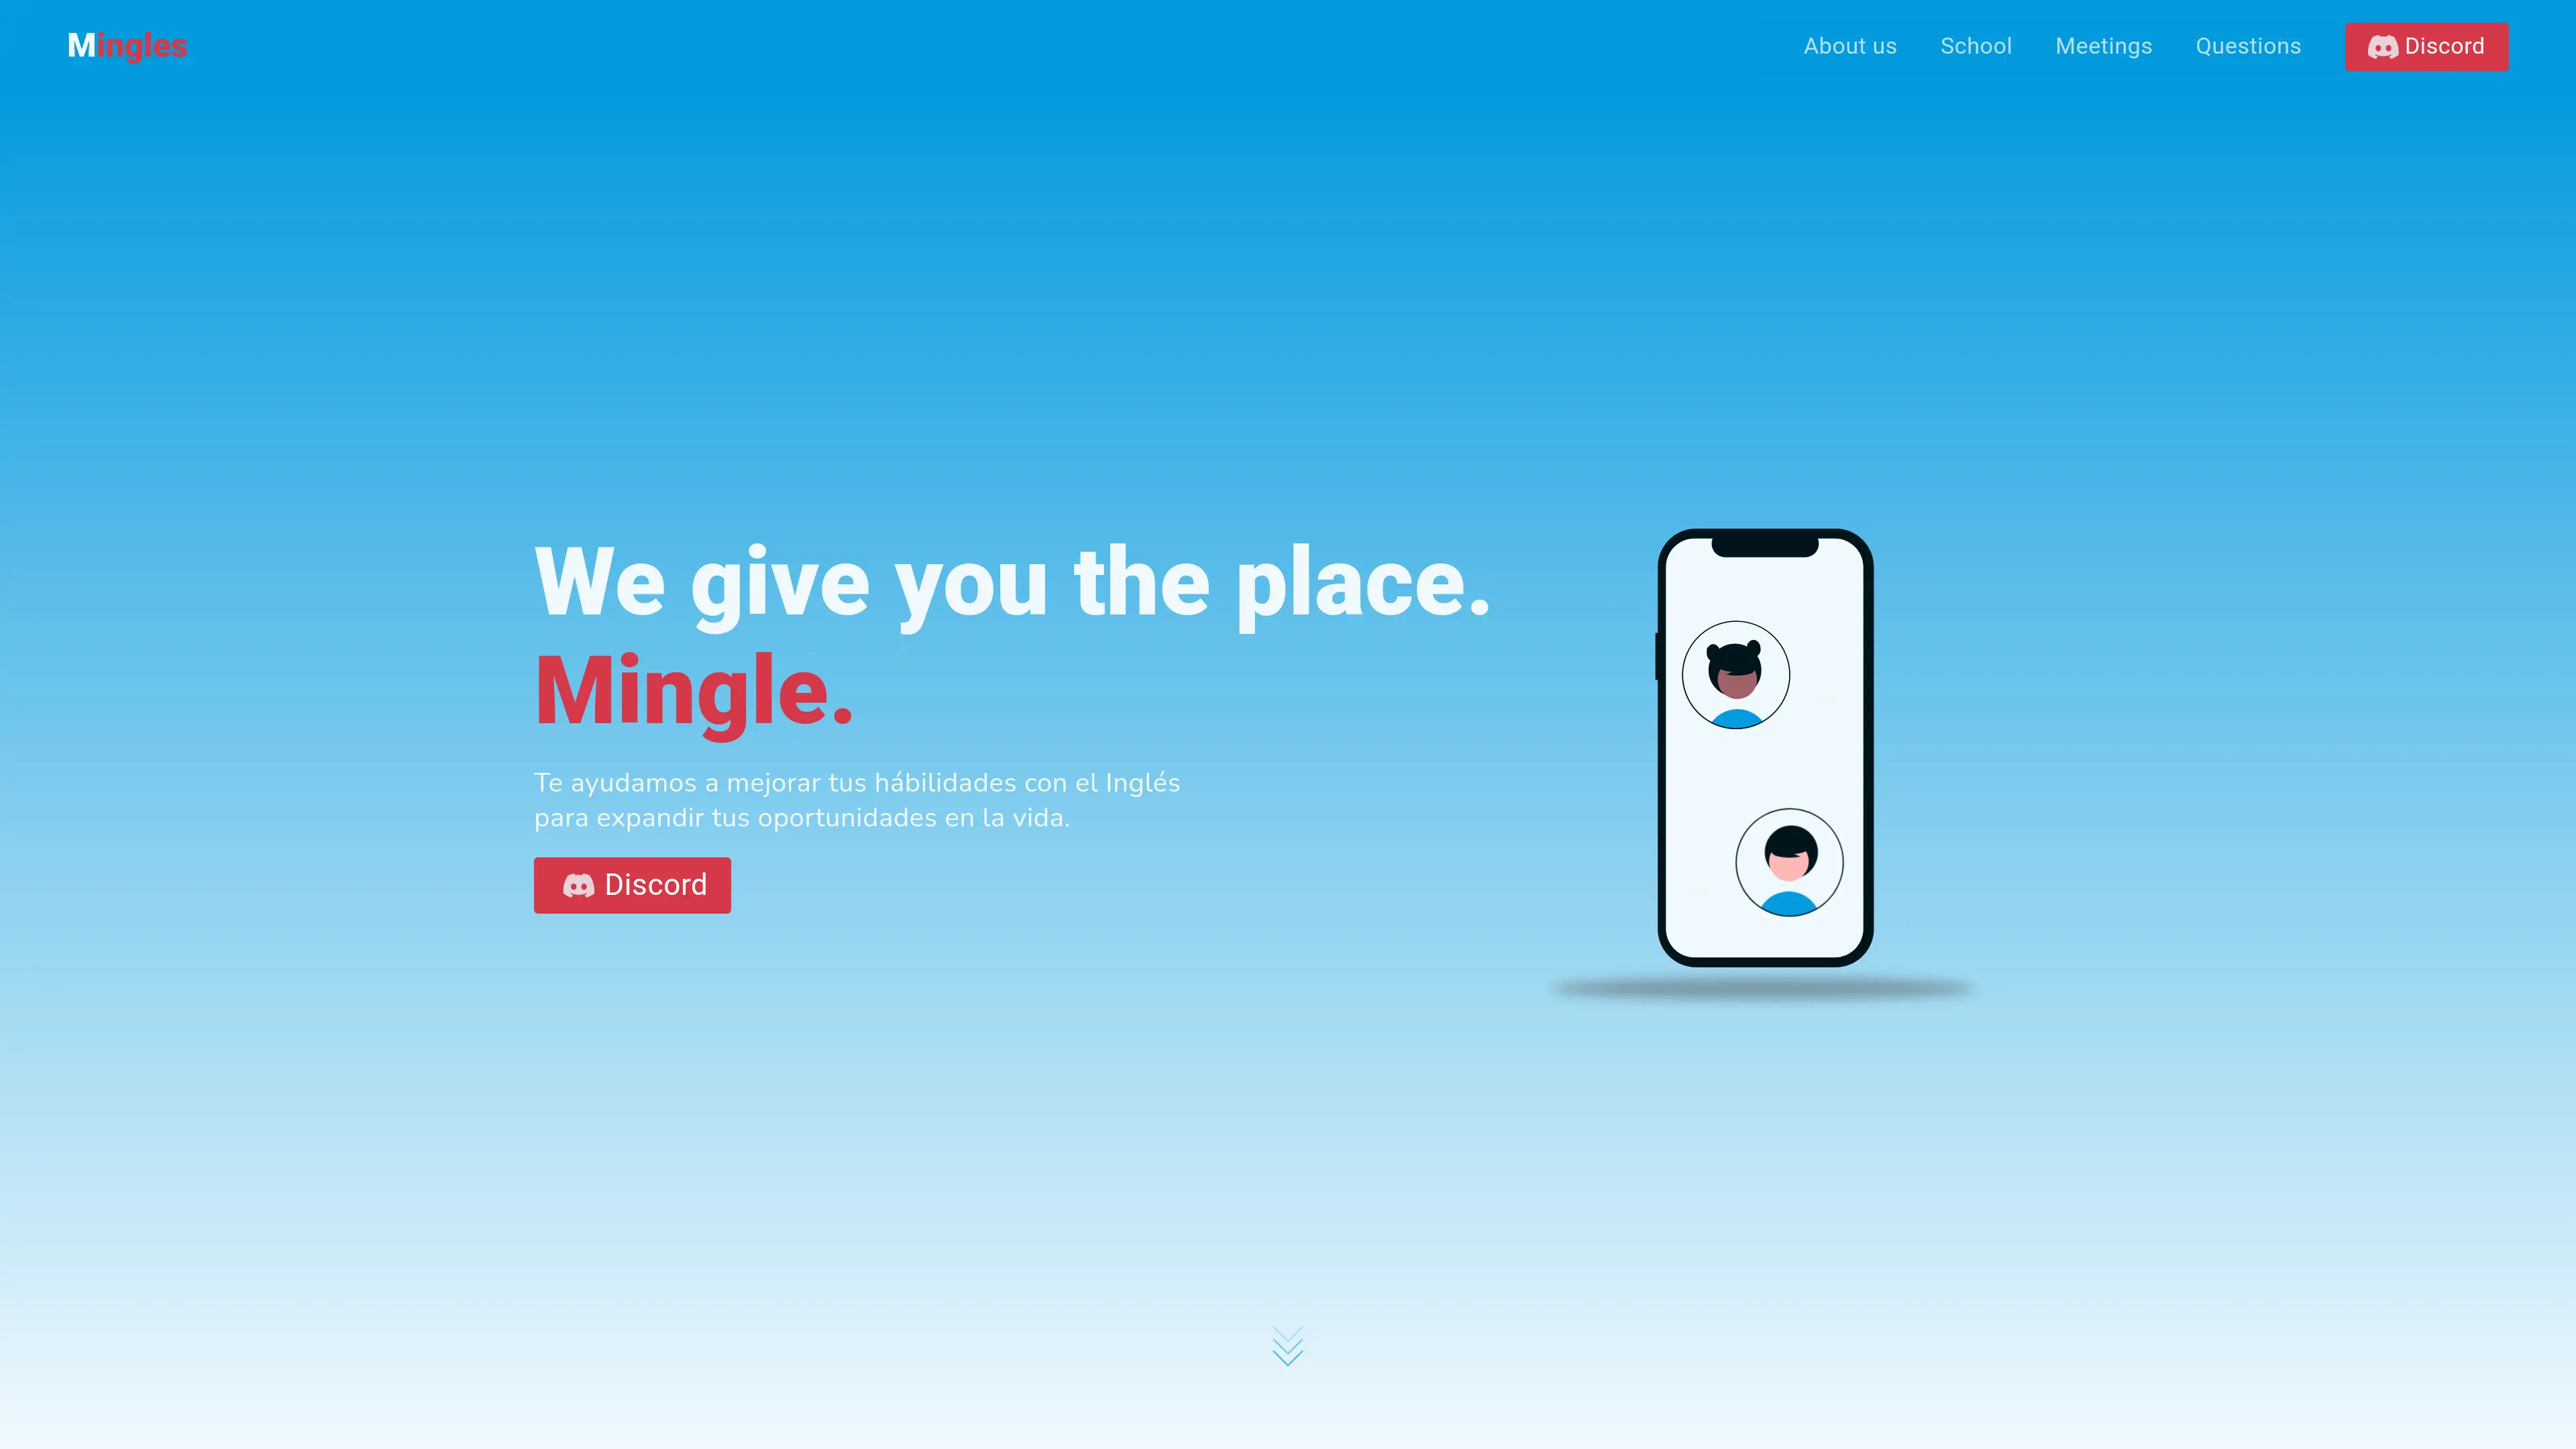 Mingles
About us School Meetings Questions Discord
We give you the place.
Mingle.
Te ayudamos a mejorar tus hábilidades con el Inglés
para expandir tus oportunidades en la vida.
Discord